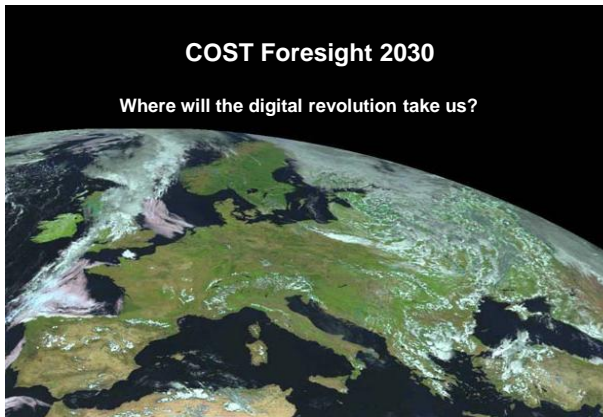 COST Foresight 2030
Where will the digital revolution take us?